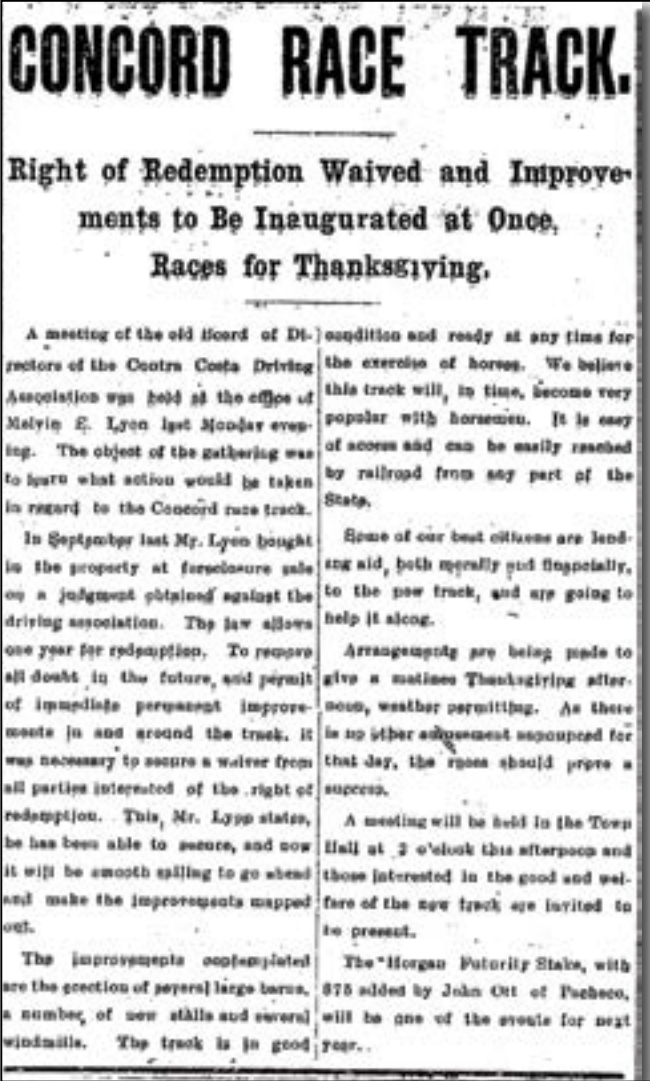 CONCORD RACE TRACK.
Right of Redemption Waived and Improve-
ments to Be Inaugurated at Once.
Races for Thanksgiving.
A meeting of the old Board of Di-
rectors of the Contra Costa Driving
Association was held at the office of
Melvin E. Lyon last Monday even-
ing. The object of the gathering was
to learn what action would be taken
in regard to the Concord race track.
In September last Mr. Lyon bought
in the property at foreclosure sale
on a judgment obtained against the
driving association. The law allows
one year for redemption. To remove
all doubt in the future, and permit
of immediate permanent improve-
ments in and around the track, it
was necessary to secure a waiver from
all parties interested of the right of
redemption. This, Mr. Lyon states,
he has been able to secure, and now
it will be smooth sailing to go ahead
and make the improvements mapped
out.
The improvements contemplated
are the erection of several large barns,
a number of new stalls and several
windmills. The track is in good
condition and ready at any time for
the exercise of horses. We believe
this track will, in time, become very
popular with horsemen. It is easy
of access and can be easily reached
by railroad from any part of the
State.
Some of our best citizens are lend-
ing aid, both morally and financially,
to the new track, and are going to
help it along.
Arrangements are being made to
give a matinee Thanksgiving after-
noon, weather permitting. As there
is no other amusement announced for
that day, the races should prove a
success.
A meeting will be held in the Town
Hall at 2 o'clock this afternoon and
those interested in the good and wel-
fare of the new track are invited to
be present.
The "Morgan Futurity Stake, with
$75 added by John Ott of Pacheco,
will be one of the events for next
year.